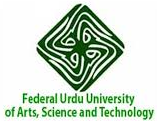 Federal Urdu University
of Arts, Science and Technology